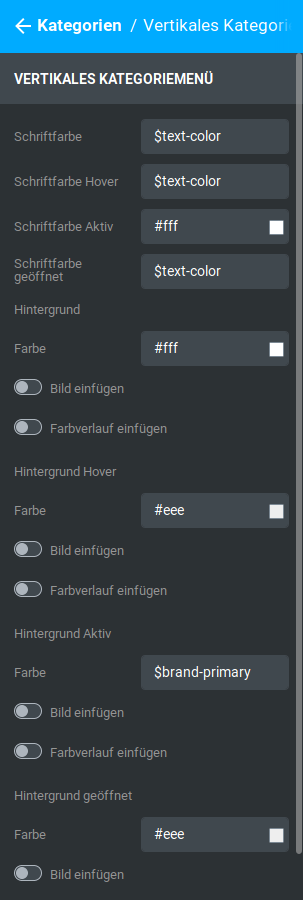 Kategorien / Vertikales Kategori
VERTIKALES KATEGORIEMENÜ
Schriftfarbe $text-color
Schriftfarbe Hover $text-color
Schriftfarbe Aktiv #fff
Schriftfarbe
geöffnet $text-color
Hintergrund
Farbe #fff
Bild einfügen
Farbverlauf einfügen
Hintergrund Hover
Farbe #eee
Bild einfügen
Farbverlauf einfügen
Hintergrund Aktiv
Farbe $brand-primary
Bild einfügen
Farbverlauf einfügen
Hintergrund geöffnet
Farbe #eee
Bild einfügen